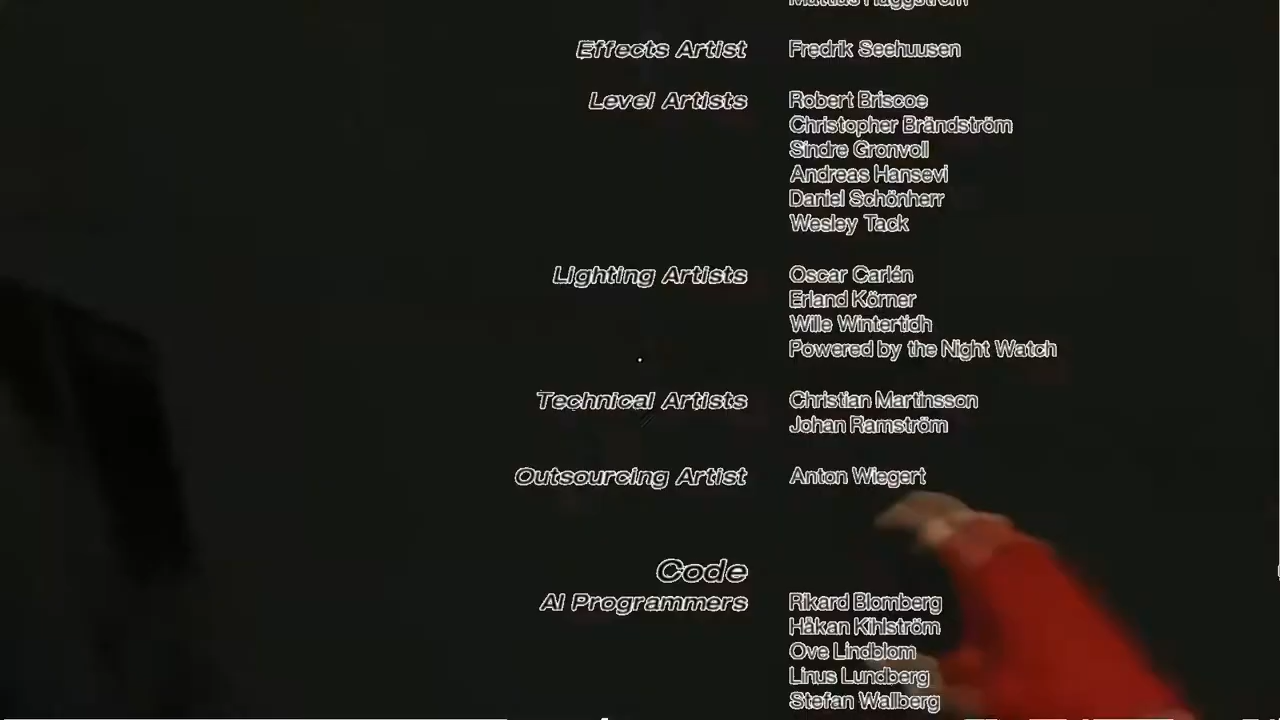 Effects Artist Fredrik Seehuusen
Level Artists Robert Briscoe
Christopher Brändström
Sindre Gronvoll
Andreas Hansevi
Daniel Schönherr
Wesley Tack
Lighting Artists Oscar Carlén
Erland Körner
Wille Wintertidh
Powered by the Night Watch
Technical Artists Christian Martinsson
Johan Ramström
Outsourcing Artist Anton Wiegert
Code
AI Programmers Rikard Blomberg
Håkan Kihlström
Ove Lindblom
Linus Lundberg
Stefan Wallberg